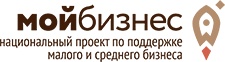 мойбизнес
национальный проект по поддержке
малого и среднего бизнеса